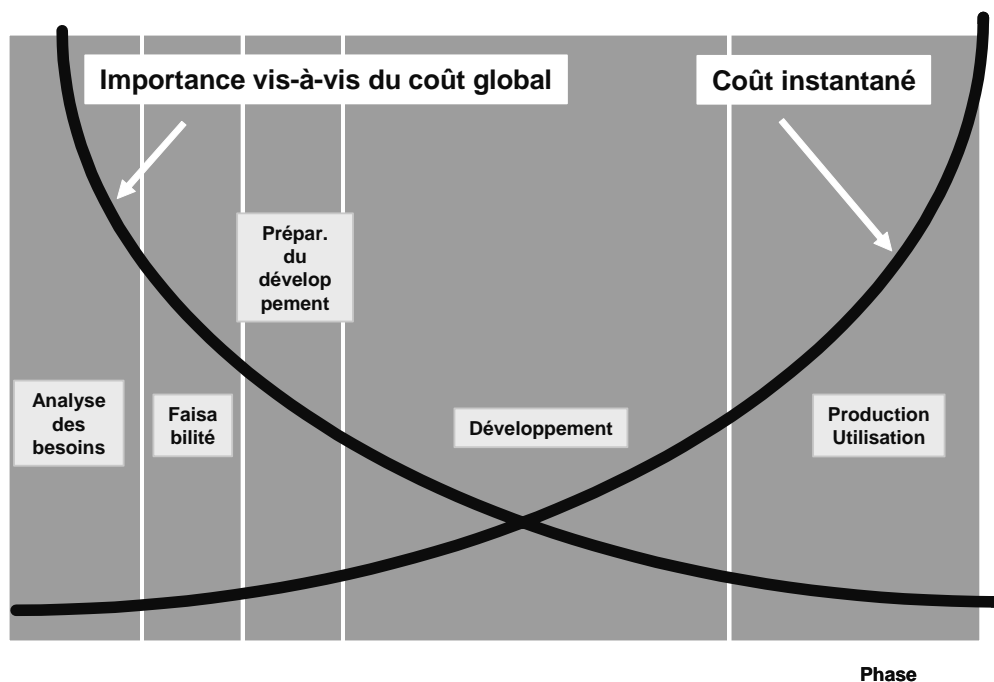 Importance vis-à-vis du coût global
Coût instantané
Prépar.
du
dévelop
pement
Analyse
des
besoins
Faisa
bilité
Développement
Production
Utilisation
Phase